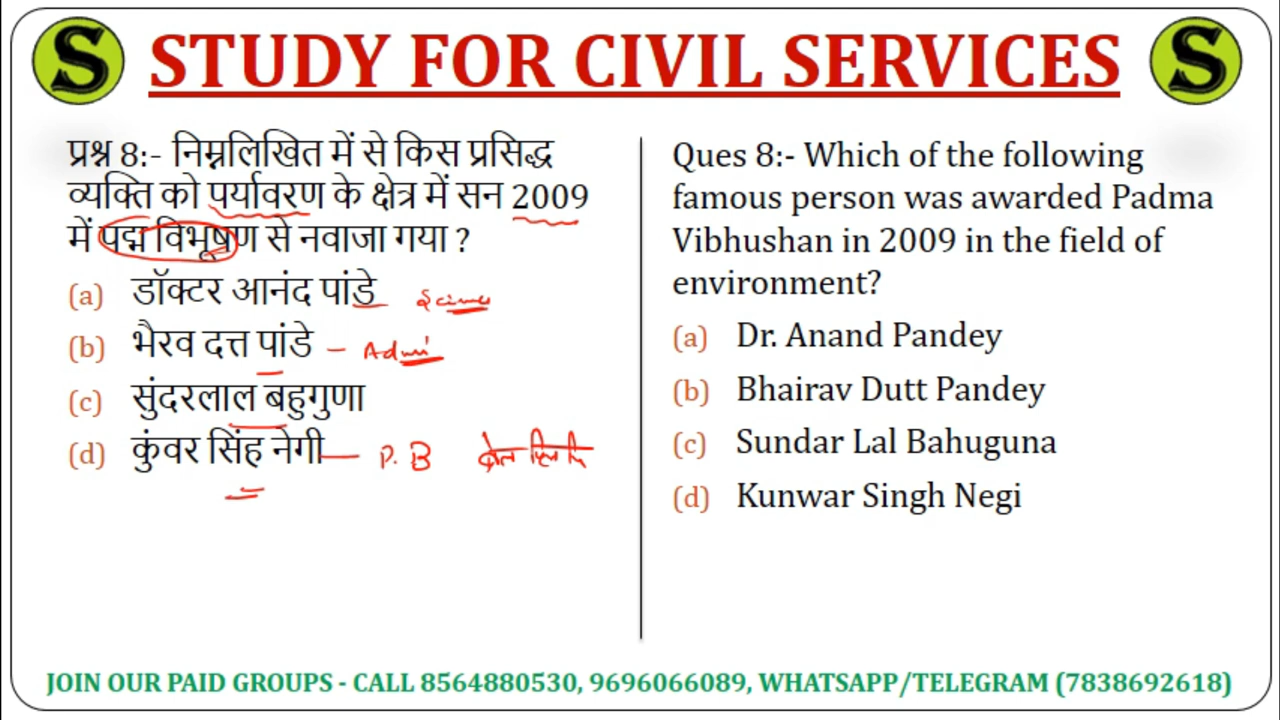 S STUDY FOR CIVIL SERVICES S
प्रश्न 8:- निम्नलिखित में से किस प्रसिद्ध
व्यक्ति को पर्यावरण के क्षेत्र में सन 2009
में पद्म विभूषण से नवाजा गया ?
(a) डॉक्टर आनंद पांडे
(b) भैरव दत्त पांडे - Admi
(c) सुंदरलाल बहुगुणा
(d) कुंवर सिंह नेगी — P. B
Ques 8:- Which of the following
famous person was awarded Padma
Vibhushan in 2009 in the field of
environment?
(a) Dr. Anand Pandey
(b) Bhairav Dutt Pandey
(c) Sundar Lal Bahuguna
(d) Kunwar Singh Negi
JOIN OUR PAID GROUPS - CALL 8564880530, 9696066089, WHATSAPP/TELEGRAM (7838692618)